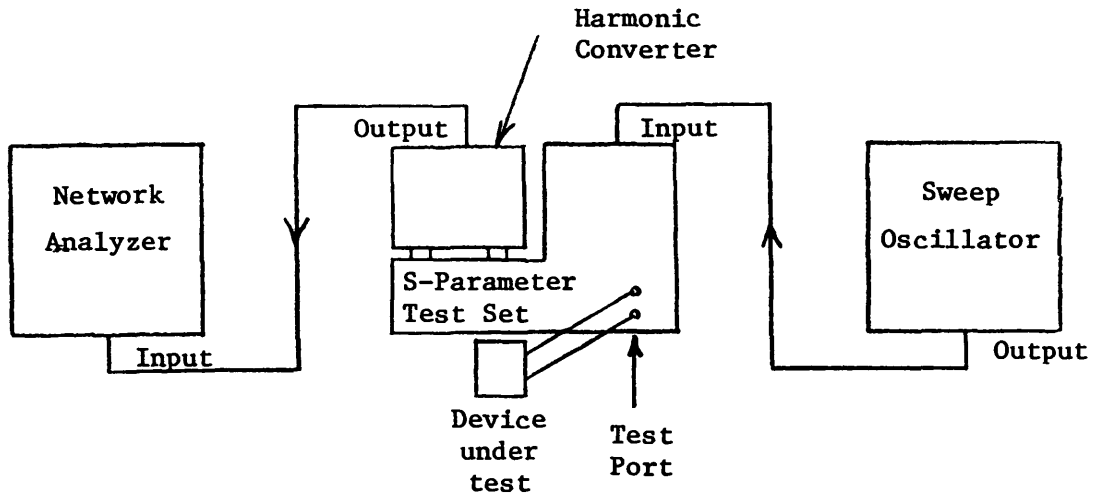 Harmonic
Converter
Output
Input
Network
Analyzer
Sweep
Oscillator
S-Parameter
Test Set
Input
Output
Device
under
test
Test
Port